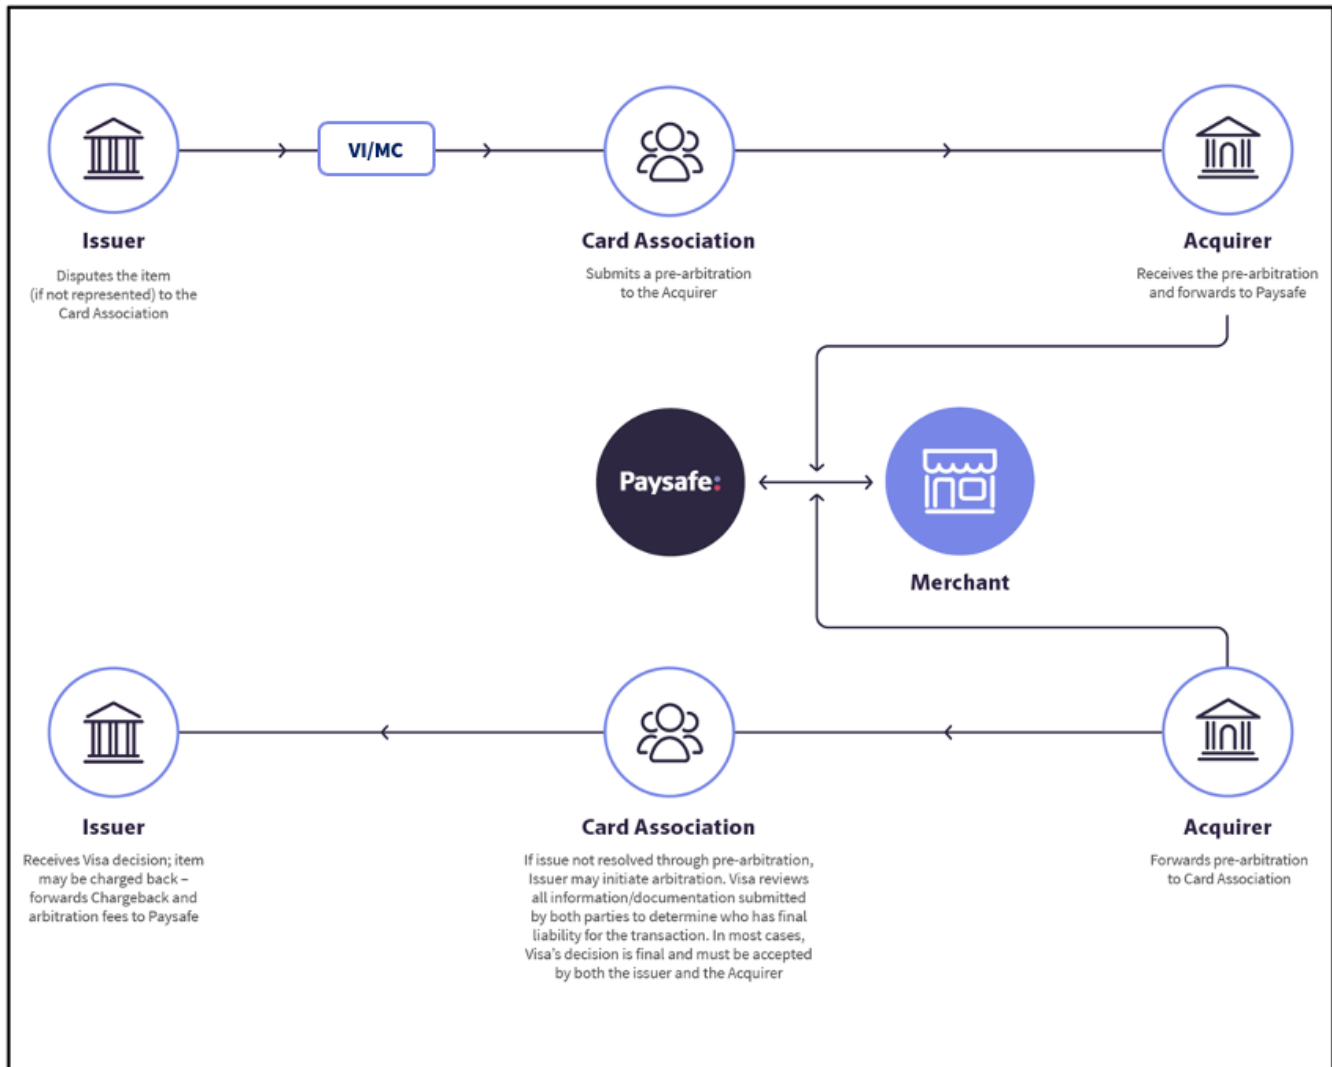 VI/MC
Issuer
Disputes the item
(if not represented) to the
Card Association
Card Association
Submits a pre-arbitration
to the Acquirer
Acquirer
Receives the pre-arbitration
and forwards to Paysafe
Paysafe:
Merchant
Issuer
Receives Visa decision; item
may be charged back –
forwards Chargeback and
arbitration fees to Paysafe
Card Association
If issue not resolved through pre-arbitration,
Issuer may initiate arbitration. Visa reviews
all information/documentation submitted
by both parties to determine who has final
liability for the transaction. In most cases,
Visa's decision is final and must be accepted
by both the issuer and the Acquirer
Acquirer
Forwards pre-arbitration
to Card Association